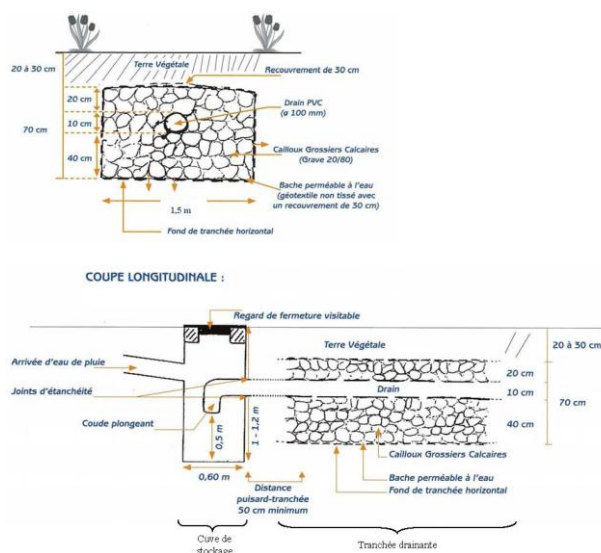 20 à 30 cm
Terre Végétale
Recouvrement de 30 cm
20 cm
Drain PVC
(ø 100 mm)
10 cm
70 cm
Cailloux Grossiers Calcaires
(Grave 20/80)
40 cm
Bache perméable à l'eau
(géotextile non tissé avec
un recouvrement de 30 cm)
1,5 m
Fond de tranchée horizontal
COUPE LONGITUDINALE :
Regard de fermeture visitable
Terre Végétale
20 à 30 cm
Arrivée d'eau de pluie
20 cm
Joints d'étanchéité
Drain
10 cm
70 cm
Coude plongeant
40 cm
0,5 m
1 - 1,2 m
Cailloux Grossiers Calcaires
0,60 m
Bache perméable à l'eau
Distance
puisard-tranchée
50 cm minimum
Fond de tranchée horizontal
Cuve de
stockage
Tranchée drainante